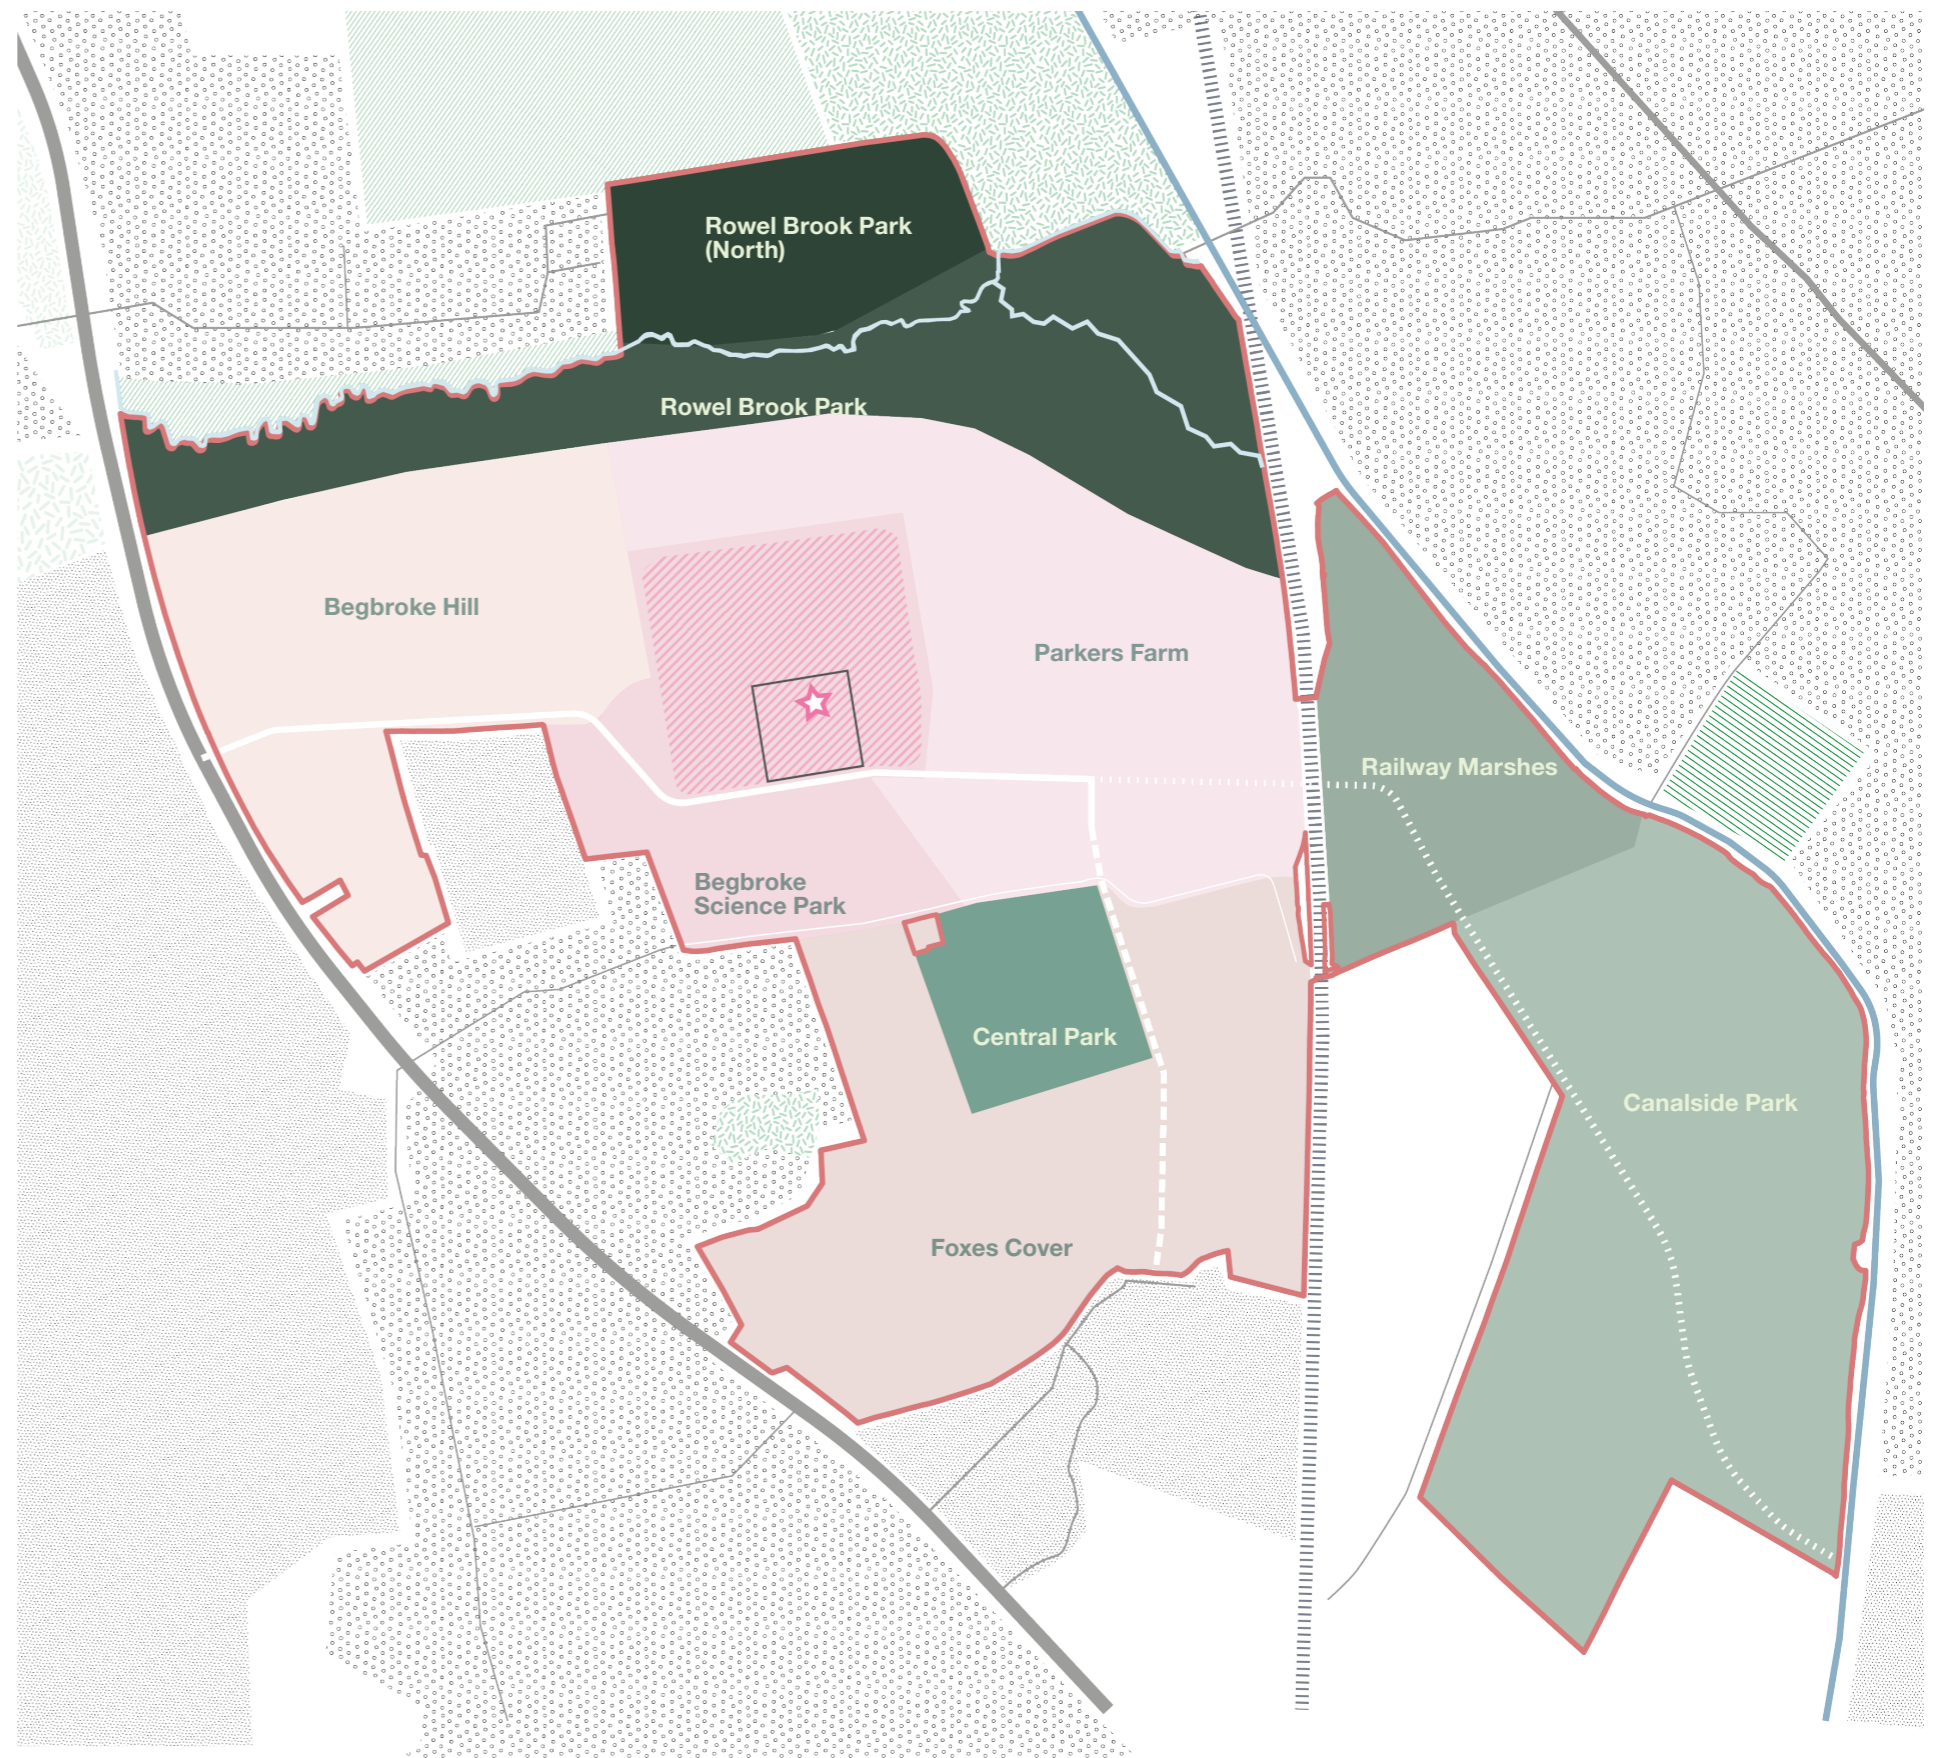 Rowel Brook Park
(North)
Rowel Brook Park
Begbroke Hill
Parkers Farm
Railway Marshes
Begbroke
Science Park
Central Park
Canalside Park
Foxes Cover